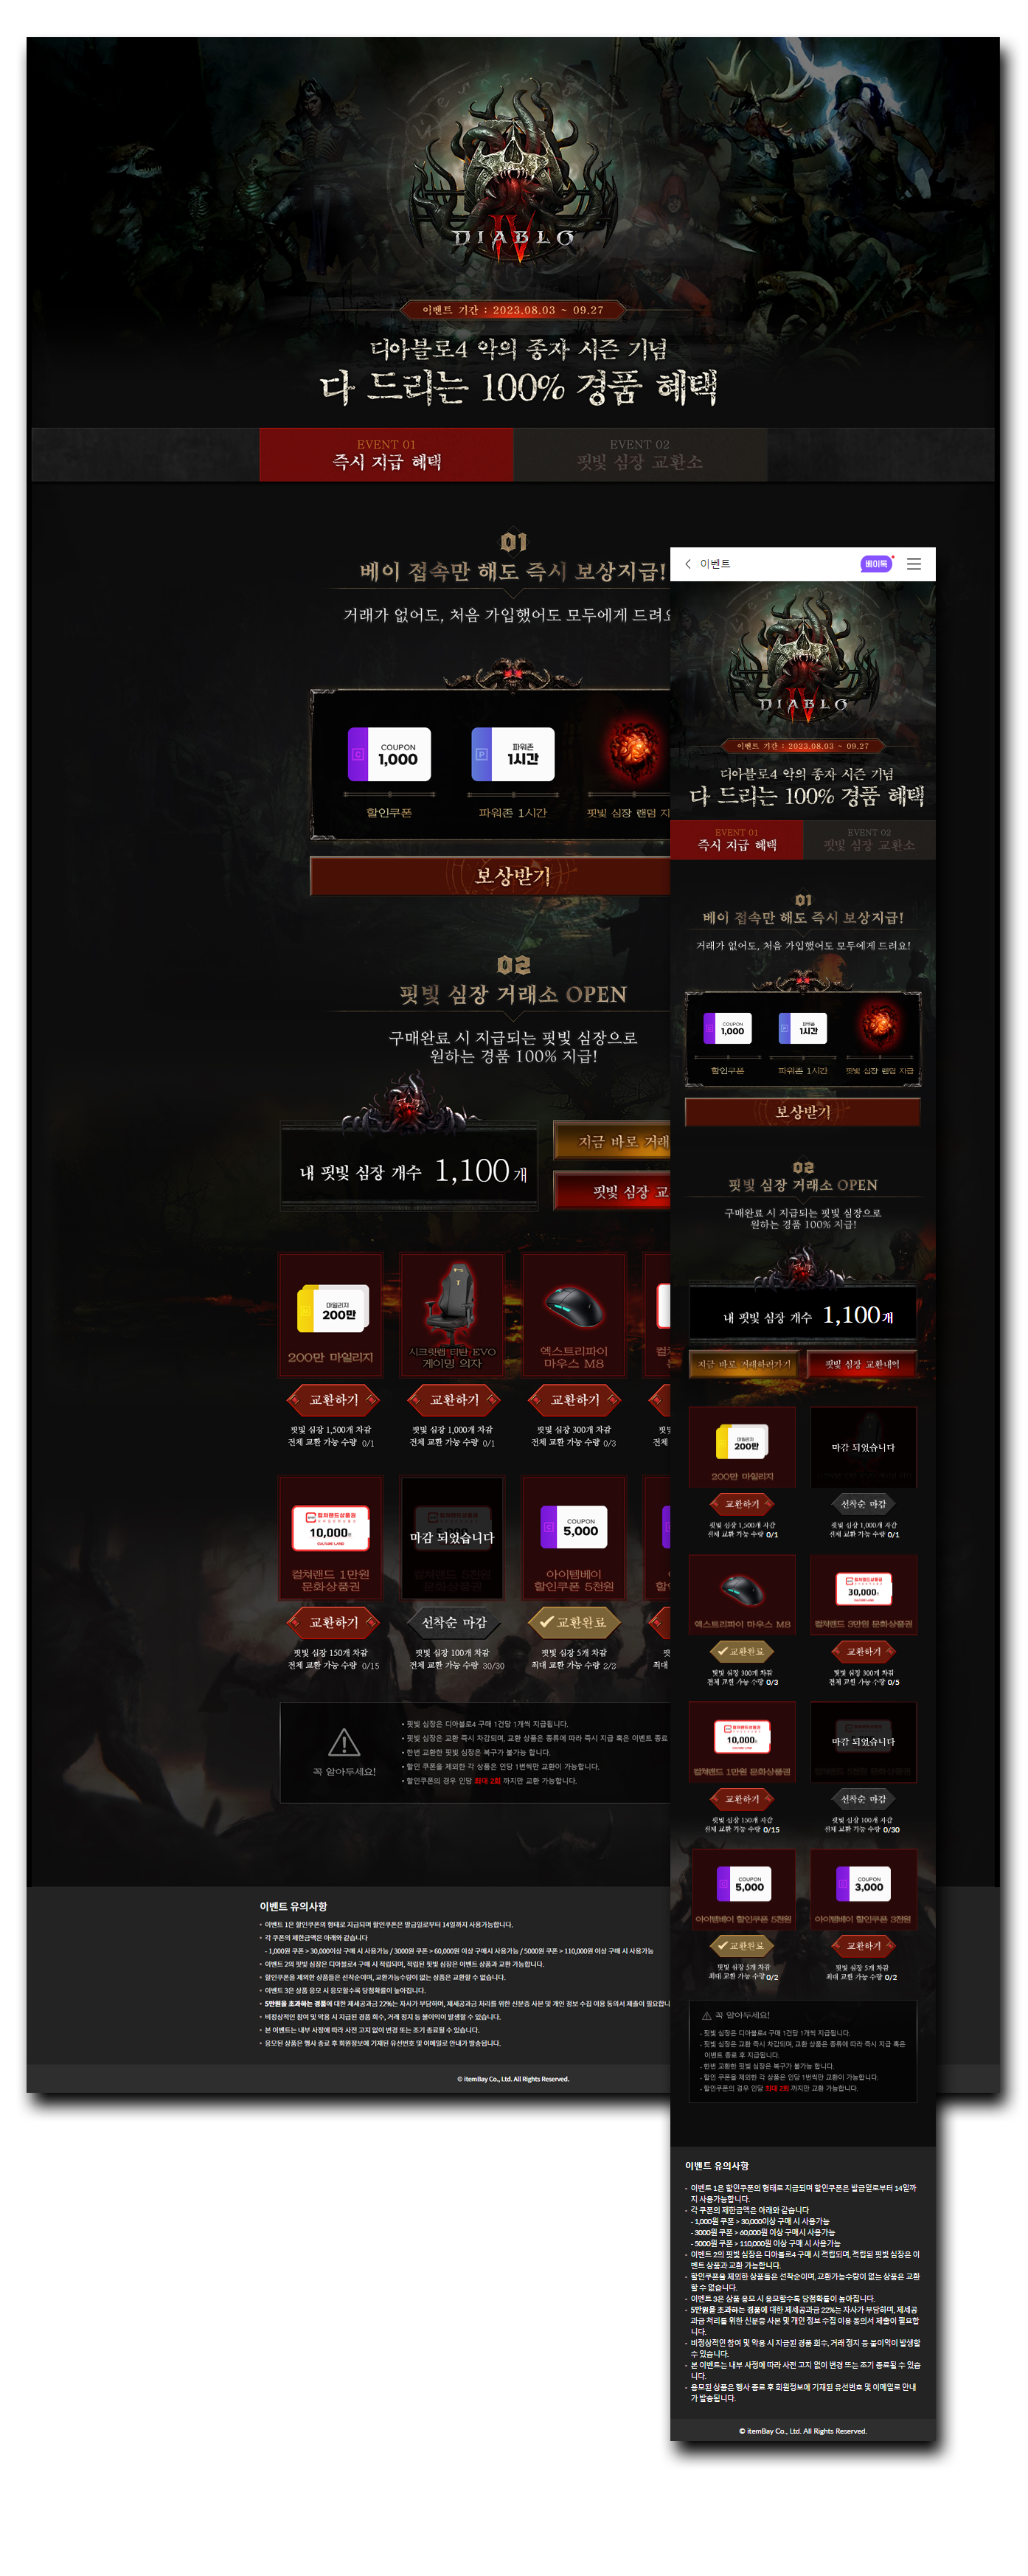 DIABLO
IV
이벤트 기간 : 2023.08.03 ~ 09.27
디아블로4 악의 종자 시즌 기념
다 드리는 100% 경품 혜택
EVENT 01
즉시 지급 혜택
EVENT 02
핏빛 심장 교환소
01
베이 접속만 해도 즉시 보상지급!
거래가 없어도, 처음 가입했어도 모두에게 드려요
COUPON
1,000
할인쿠폰
파워존
1시간
파워존 1시간
핏빛 심장 랜덤 지
보상받기
02
핏빛 심장 거래소 OPEN
구매완료 시 지급되는 핏빛 심장으로
원하는 경품 100% 지급!
내 핏빛 심장 개수 1,100 개
지금 바로 거래
핏빛 심장 교
마일리지
200만
200만 마일리지
시크릿랩 티탄 EVO
게이밍 의자
엑스트리파이
마우스 M8
교환하기
교환하기
교환하기
핏빛 심장 1,500개 차감
전체 교환 가능 수량 0/1
핏빛 심장 1,000개 차감
전체 교환 가능 수량 0/1
핏빛 심장 300개 차감
전체 교환 가능 수량 0/3
컬쳐랜드상품권
10,000원
CULTURE LAND
컬쳐랜드 1만원
문화상품권
마감 되었습니다
컬쳐랜드 5천원
문화상품권
COUPON
5,000
아이템베이
할인쿠폰 5천원
교환하기
선착순 마감
교환완료
핏빛 심장 150개 차감
전체 교환 가능 수량 0/15
핏빛 심장 100개 차감
전체 교환 가능 수량 30/30
핏빛 심장 5개 차감
최대 교환 가능 수량 2/2
꼭 알아두세요!
• 핏빛 심장은 디아블로4 구매 1건당 1개씩 지급됩니다.
• 핏빛 심장은 교환 즉시 차감되며, 교환 상품은 종류에 따라 즉시 지급 혹은 이벤트 종료
• 한번 교환한 핏빛 심장은 복구가 불가능 합니다.
• 할인 쿠폰을 제외한 각 상품은 인당 1번씩만 교환이 가능합니다.
• 할인쿠폰의 경우 인당 최대 2회 까지만 교환 가능합니다.
이벤트 유의사항
• 이벤트 1은 할인쿠폰의 형태로 지급되며 할인쿠폰은 발급일로부터 14일까지 사용가능합니다.
• 각 쿠폰의 제한금액은 아래와 같습니다
- 1,000원 쿠폰 > 30,000이상 구매 시 사용가능 / 3000원 쿠폰 > 60,000원 이상 구매시 사용가능 / 5000원 쿠폰 > 110,000원 이상 구매 시 사용가능
• 이벤트 2의 핏빛 심장은 디아블로4 구매 시 적립되며, 적립된 핏빛 심장은 이벤트 상품과 교환 가능합니다.
• 할인쿠폰을 제외한 상품들은 선착순이며, 교환가능수량이 없는 상품은 교환할 수 없습니다.
• 이벤트 3은 상품 응모 시 응모할수록 당첨확률이 높아집니다.
• 5만원을 초과하는 경품에 대한 제세공과금 22%는 자사가 부담하며, 제세공과금 처리를 위한 신분증 사본 및 개인 정보 수집 이용 동의서 제출이 필요합니
• 비정상적인 참여 및 악용 시 지급된 경품 회수, 거래 정지 등 불이익이 발생할 수 있습니다.
• 본 이벤트는 내부 사정에 따라 사전 고지 없이 변경 또는 조기 종료될 수 있습니다.
• 응모된 상품은 행사 종료 후 회원정보에 기재된 유선번호 및 이메일로 안내가 발송됩니다.
© itemBay Co., Ltd. All Rights Reserved.
이벤트
베이톡
DIABLO
IV
이벤트 기간 : 2023.08.03 ~ 09.27
디아블로4 악의 종자 시즌 기념
다 드리는 100% 경품 혜택
EVENT 01
즉시 지급 혜택
EVENT 02
핏빛 심장 교환소
01
베이 접속만 해도 즉시 보상지급!
거래가 없어도, 처음 가입했어도 모두에게 드려요!
COUPON
1,000
할인쿠폰
파워존
1시간
파워존 1시간
핏빛 심장 랜덤 지급
보상받기
02
핏빛 심장 거래소 OPEN
구매완료 시 지급되는 핏빛 심장으로
원하는 경품 100% 지급!
내 핏빛 심장 개수 1,100개
지금 바로 거래하러가기
핏빛 심장 교환내역
마일리지
200만
200만 마일리지
마감 되었습니다
교환하기
선착순 마감
핏빛 심장 1,500개 차감
전체 교환 가능 수량 0/1
핏빛 심장 1,000개 차감
전체 교환 가능 수량 0/1
엑스트리파이 마우스 M8
컬쳐랜드상품권
30,000원
컬쳐랜드 3만원 문화상품권
교환완료
교환하기
핏빛 심장 300개 차감
전체 교환 가능 수량 0/3
핏빛 심장 300개 차감
전체 교환 가능 수량 0/5
컬쳐랜드상품권
10,000원
컬쳐랜드 1만원 문화상품권
마감 되었습니다
교환하기
선착순 마감
핏빛 심장 150개 차감
전체 교환 가능 수량 0/15
핏빛 심장 100개 차감
전체 교환 가능 수량 0/30
COUPON
5,000
아이템베이 할인쿠폰 5천원
COUPON
3,000
아이템베이 할인쿠폰 3천원
교환완료
교환하기
핏빛 심장 5개 차감
최대 교환 가능 수량 0/2
핏빛 심장 5개 차감
최대 교환 가능 수량 0/2
꼭 알아두세요!
- 핏빛 심장은 디아블로4 구매 1건당 1개씩 지급됩니다.
- 핏빛 심장은 교환 즉시 차감되며, 교환 상품은 종류에 따라 즉시 지급 혹은
이벤트 종료 후 지급됩니다.
- 한번 교환한 핏빛 심장은 복구가 불가능 합니다.
- 할인 쿠폰을 제외한 각 상품은 인당 1번씩만 교환이 가능합니다.
- 할인쿠폰의 경우 인당 최대 2회 까지만 교환 가능합니다.
이벤트 유의사항
• 이벤트 1은 할인쿠폰의 형태로 지급되며 할인쿠폰은 발급일로부터 14일까
지 사용가능합니다.
• 각 쿠폰의 제한금액은 아래와 같습니다
- 1,000원 쿠폰 > 30,000이상 구매 시 사용가능
- 3000원 쿠폰 > 60,000원 이상 구매시 사용가능
- 5000원 쿠폰 > 110,000원 이상 구매 시 사용가능
• 이벤트 2의 핏빛 심장은 디아블로4 구매 시 적립되며, 적립된 핏빛 심장은 이
벤트 상품과 교환 가능합니다.
• 할인쿠폰을 제외한 상품들은 선착순이며, 교환가능수량이 없는 상품은 교환
할 수 없습니다.
• 이벤트 3은 상품 응모 시 응모할수록 당첨확률이 높아집니다.
• 5만원을 초과하는 경품에 대한 제세공과금 22%는 자사가 부담하며, 제세공
과금 처리를 위한 신분증 사본 및 개인 정보 수집 이용 동의서 제출이 필요합
니다.
• 비정상적인 참여 및 악용 시 지급된 경품 회수, 거래 정지 등 불이익이 발생할
수 있습니다.
• 본 이벤트는 내부 사정에 따라 사전 고지 없이 변경 또는 조기 종료될 수 있습
니다.
• 응모된 상품은 행사 종료 후 회원정보에 기재된 유선번호 및 이메일로 안내
가 발송됩니다.
© itemBay Co., Ltd. All Rights Reserved.